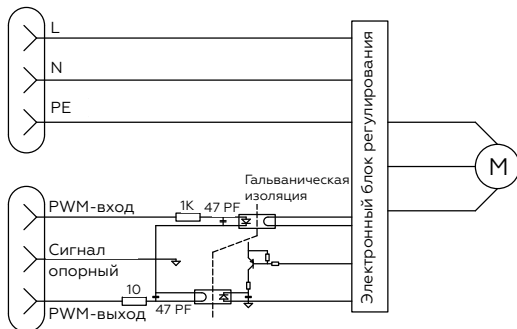 L
N
PE
Электронный блок регулирования
M
Гальваническая
изоляция
PWM-вход
1K
47 PF
Сигнал
опорный
10
47 PF
PWM-выход